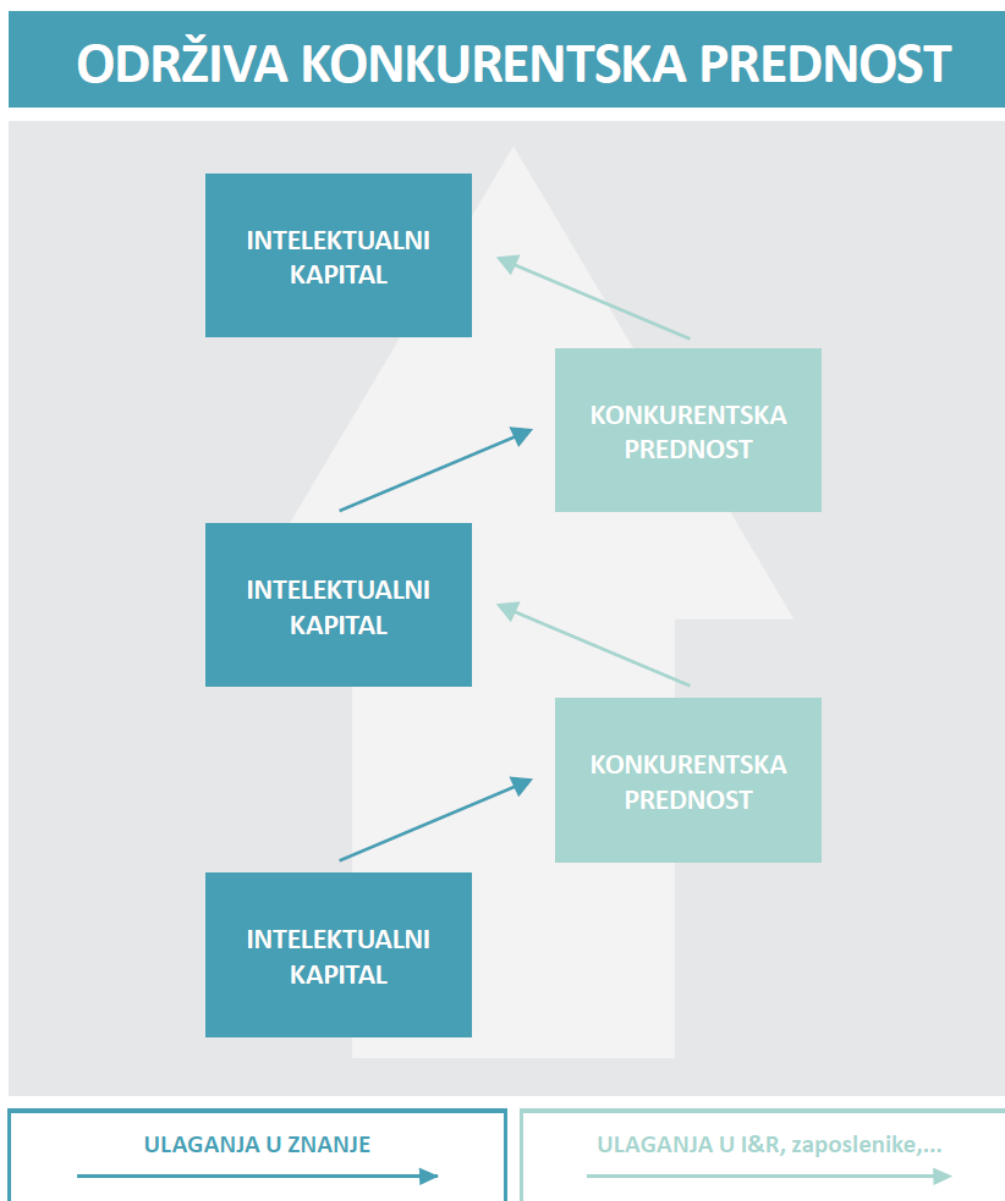 ODRŽIVA KONKURENTSKA PREDNOST
INTELEKTUALNI
KAPITAL
KONKURENTSKA
PREDNOST
INTELEKTUALNI
KAPITAL
KONKURENTSKA
PREDNOST
INTELEKTUALNI
KAPITAL
ULAGANJA U ZNANJE
ULAGANJA U I&R, zaposlenike,...